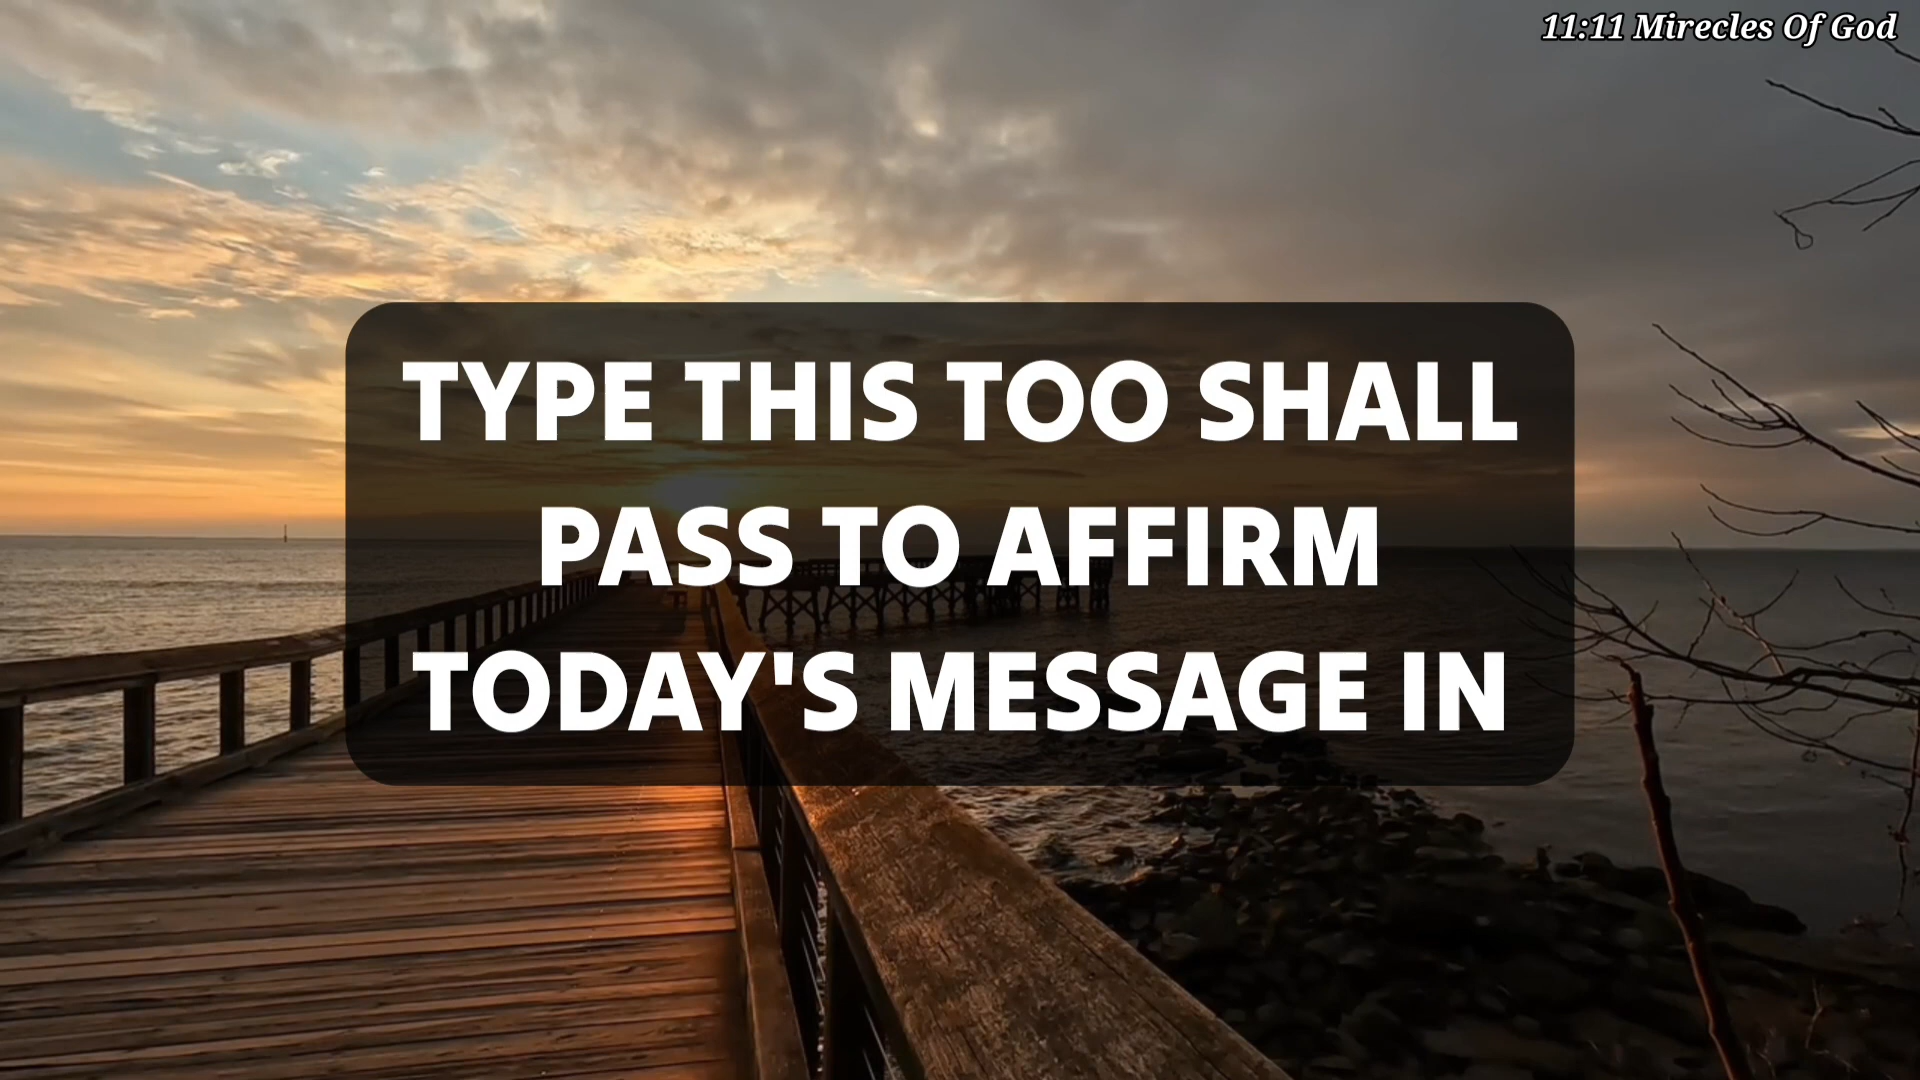 11:11 Mirecles Of God
TYPE THIS TOO SHALL
PASS TO AFFIRM
TODAY'S MESSAGE IN